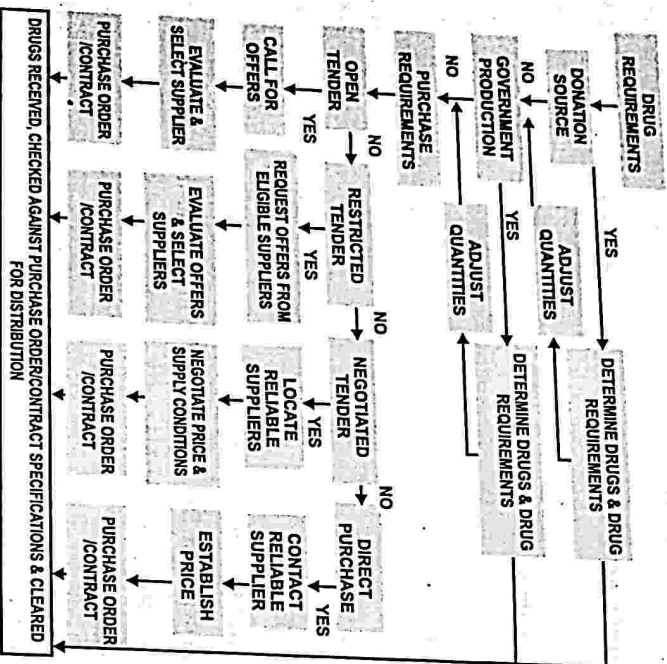 DRUG
REQUIREMENTS
DONATION
SOURCE
YES
DETERMINE DRUGS & DRUG
REQUIREMENTS
NO
ADJUST
QUANTITIES
GOVERNMENT
PRODUCTION
YES
DETERMINE DRUGS & DRUG
REQUIREMENTS
NO
ADJUST
QUANTITIES
PURCHASE
REQUIREMENTS
OPEN
TENDER
NO
RESTRICTED
TENDER
NO
NEGOTIATED
TENDER
NO
DIRECT
PURCHASE
YES
YES
YES
YES
CALL FOR
OFFERS
REQUEST OFFERS FROM
ELIGIBLE SUPPLIERS
LOCATE
RELIABLE
SUPPLIERS
CONTACT
RELIABLE
SUPPLIER
EVALUATE &
SELECT SUPPLIER
EVALUATE OFFERS
& SELECT
SUPPLIERS
NEGOTIATE PRICE &
SUPPLY CONDITIONS
ESTABLISH
PRICE
PURCHASE ORDER
/CONTRACT
PURCHASE ORDER
/CONTRACT
PURCHASE ORDER
/CONTRACT
PURCHASE ORDER
/CONTRACT
DRUGS RECEIVED, CHECKED AGAINST PURCHASE ORDER/CONTRACT SPECIFICATIONS & CLEARED
FOR DISTRIBUTION